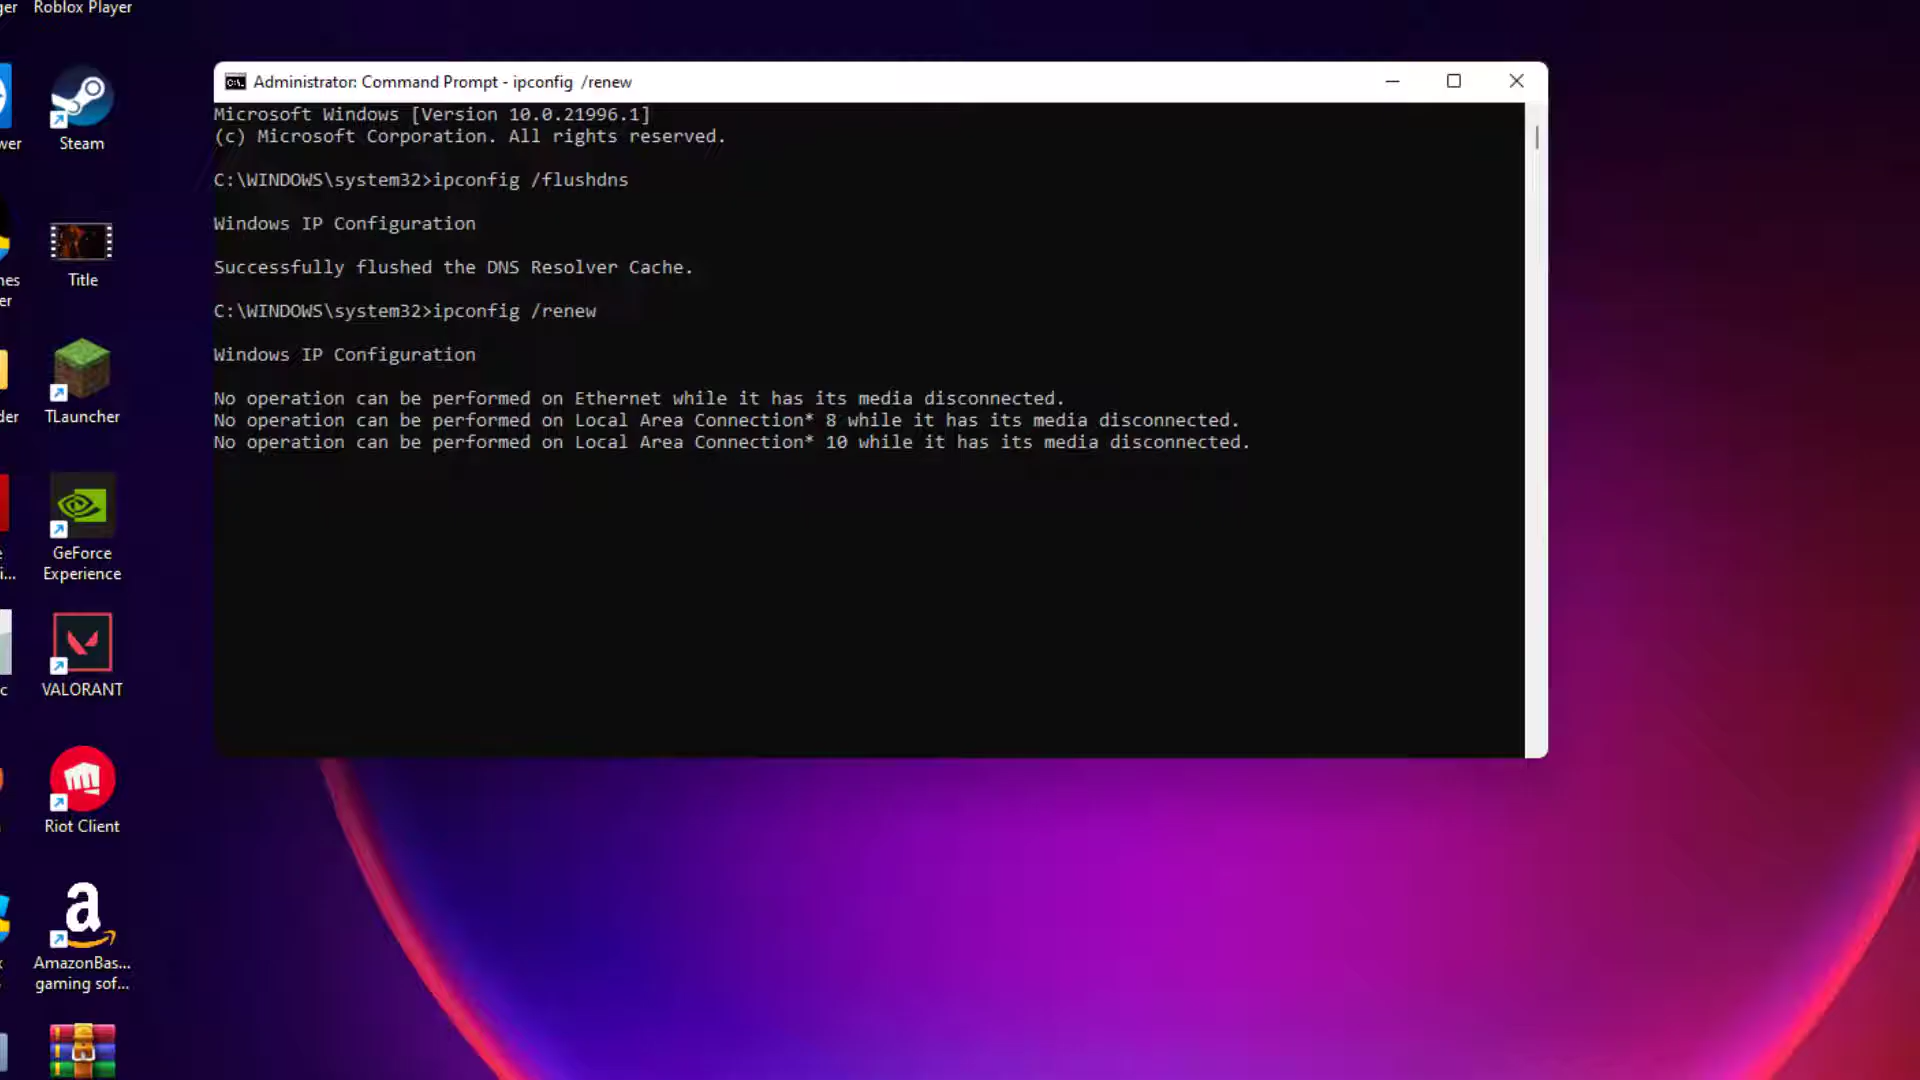 ger
Roblox Player
Steam
Title
TLauncher
GeForce
Experience
VALORANT
Riot Client
AmazonBas...
gaming sof...
Administrator: Command Prompt - ipconfig /renew
Microsoft Windows [Version 10.0.21996.1]
(c) Microsoft Corporation. All rights reserved.
C:\WINDOWS\system32>ipconfig /flushdns
Windows IP Configuration
Successfully flushed the DNS Resolver Cache.
C:\WINDOWS\system32>ipconfig /renew
Windows IP Configuration
No operation can be performed on Ethernet while it has its media disconnected.
No operation can be performed on Local Area Connection* 8 while it has its media disconnected.
No operation can be performed on Local Area Connection* 10 while it has its media disconnected.